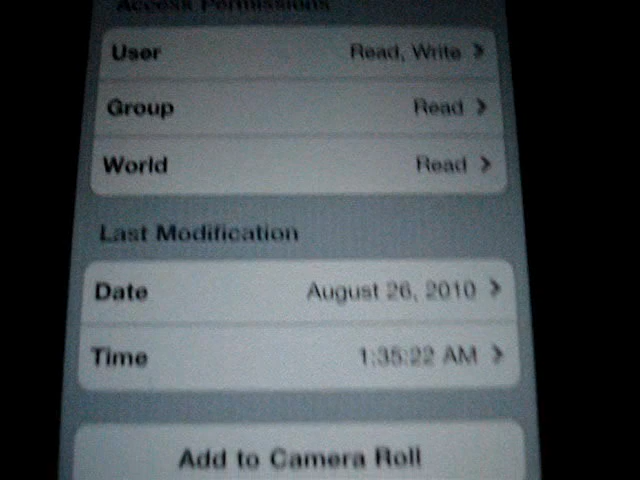 Access Permissions
User Read, Write
Group Read
World Read
Last Modification
Date August 26, 2010
Time 1:35:22 AM
Add to Camera Roll